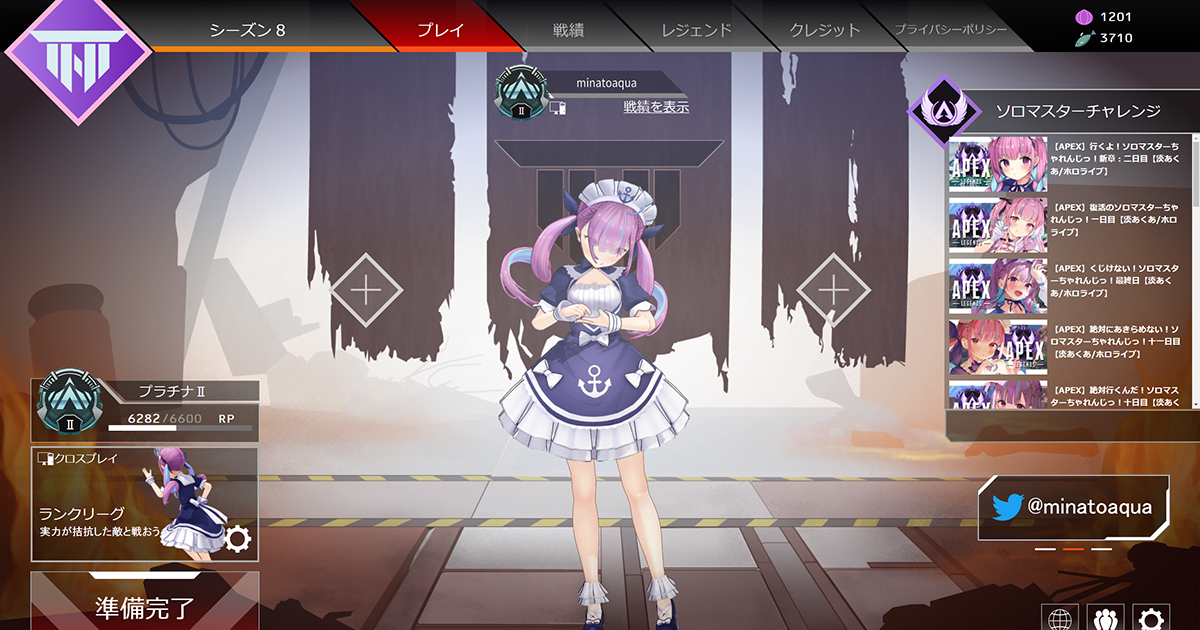 シーズン 8
プレイ
戦績
レジェンド
クレジット
プライバシーポリシー
1201
3710
minatoaqua
戦績を表示
II
ソロマスターチャレンジ
【APEX】行くよ！ソロマスターち
ゃれんじっ！新章：二日目【湊あく
あ/ホロライブ】
APEX
LEGENDS
【APEX】復活のソロマスターちゃ
れんじっ！一日目【湊あくあ/ホロ
ライブ】
APEX
LEGENDS
【APEX】くじけない！ソロマスタ
ーちゃれんじっ！最終日【湊あく
あ/ホロライブ】
APEX
LEGENDS
【APEX】絶対にあきらめない！ソ
ロマスターちゃれんじっ！十一日目
【湊あくあ/ホロライブ】
APEX
【APEX】絶対行くんだ！ソロマス
ターちゃれんじっ！十日目【湊あく
プラチナ II
II
6282/6600 RP
クロスプレイ
ランクリーグ
実力が拮抗した敵と戦おう
準備完了
@minatoaqua